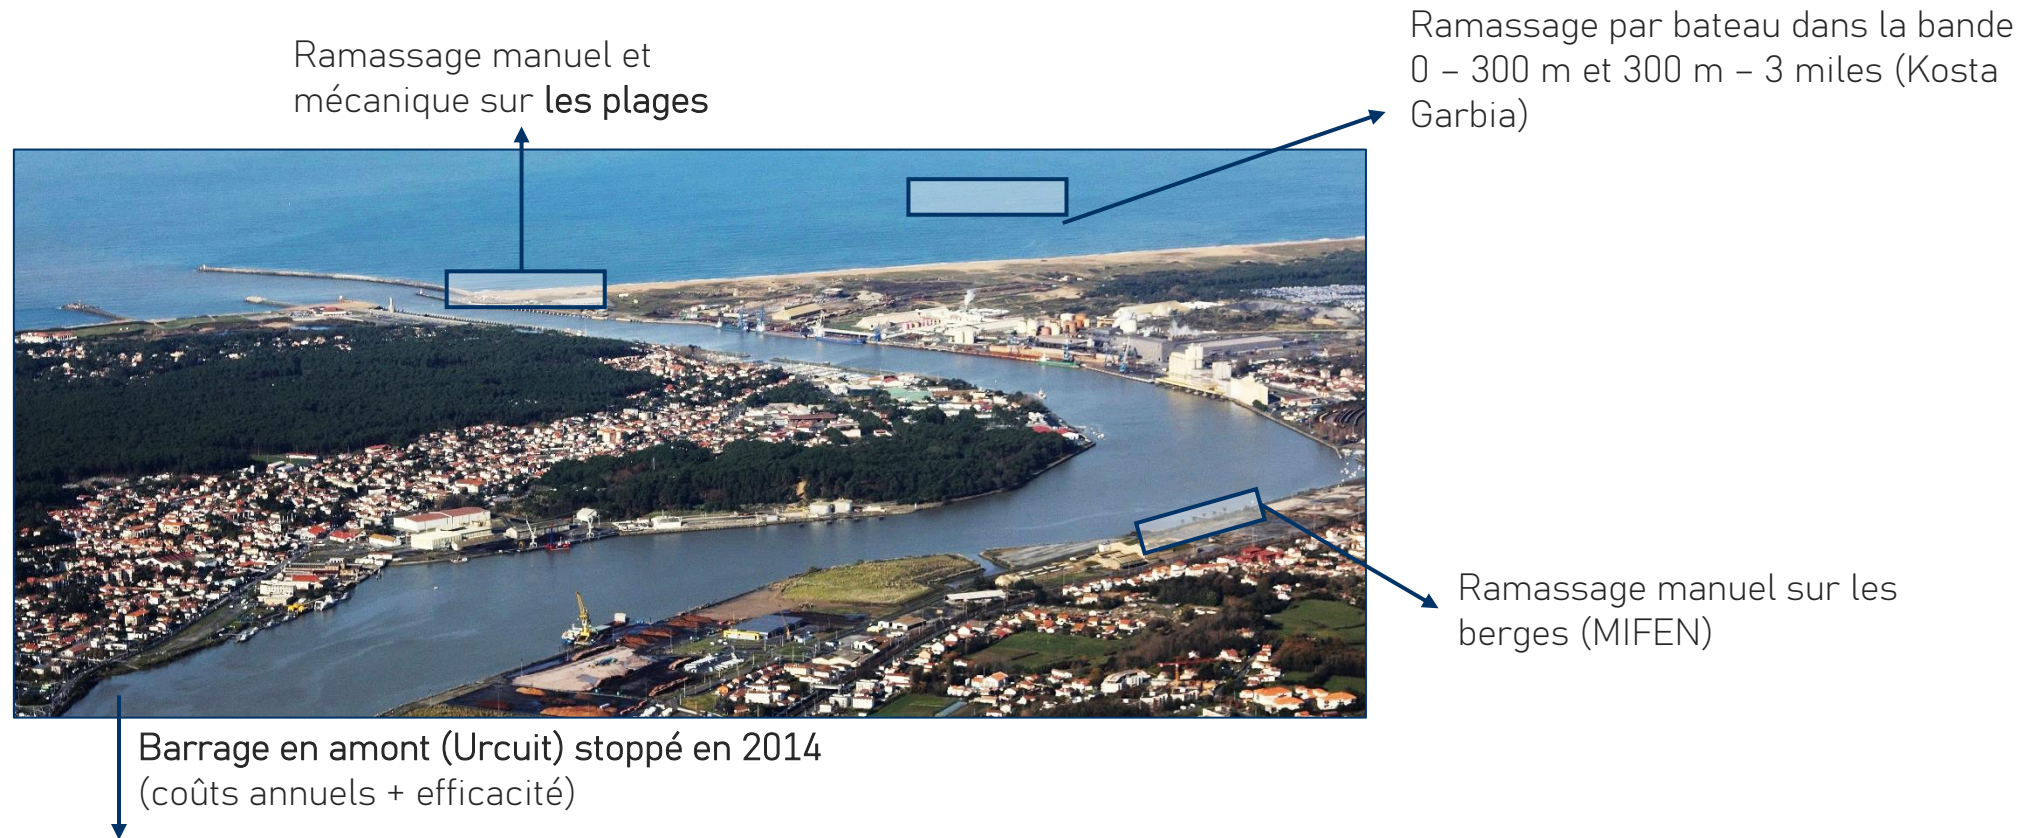 Ramassage manuel et
mécanique sur les plages
Ramassage par bateau dans la bande
0 – 300 m et 300 m – 3 miles (Kosta
Garbia)
Ramassage manuel sur les
berges (MIFEN)
Barrage en amont (Urcuit) stoppé en 2014
(coûts annuels + efficacité)